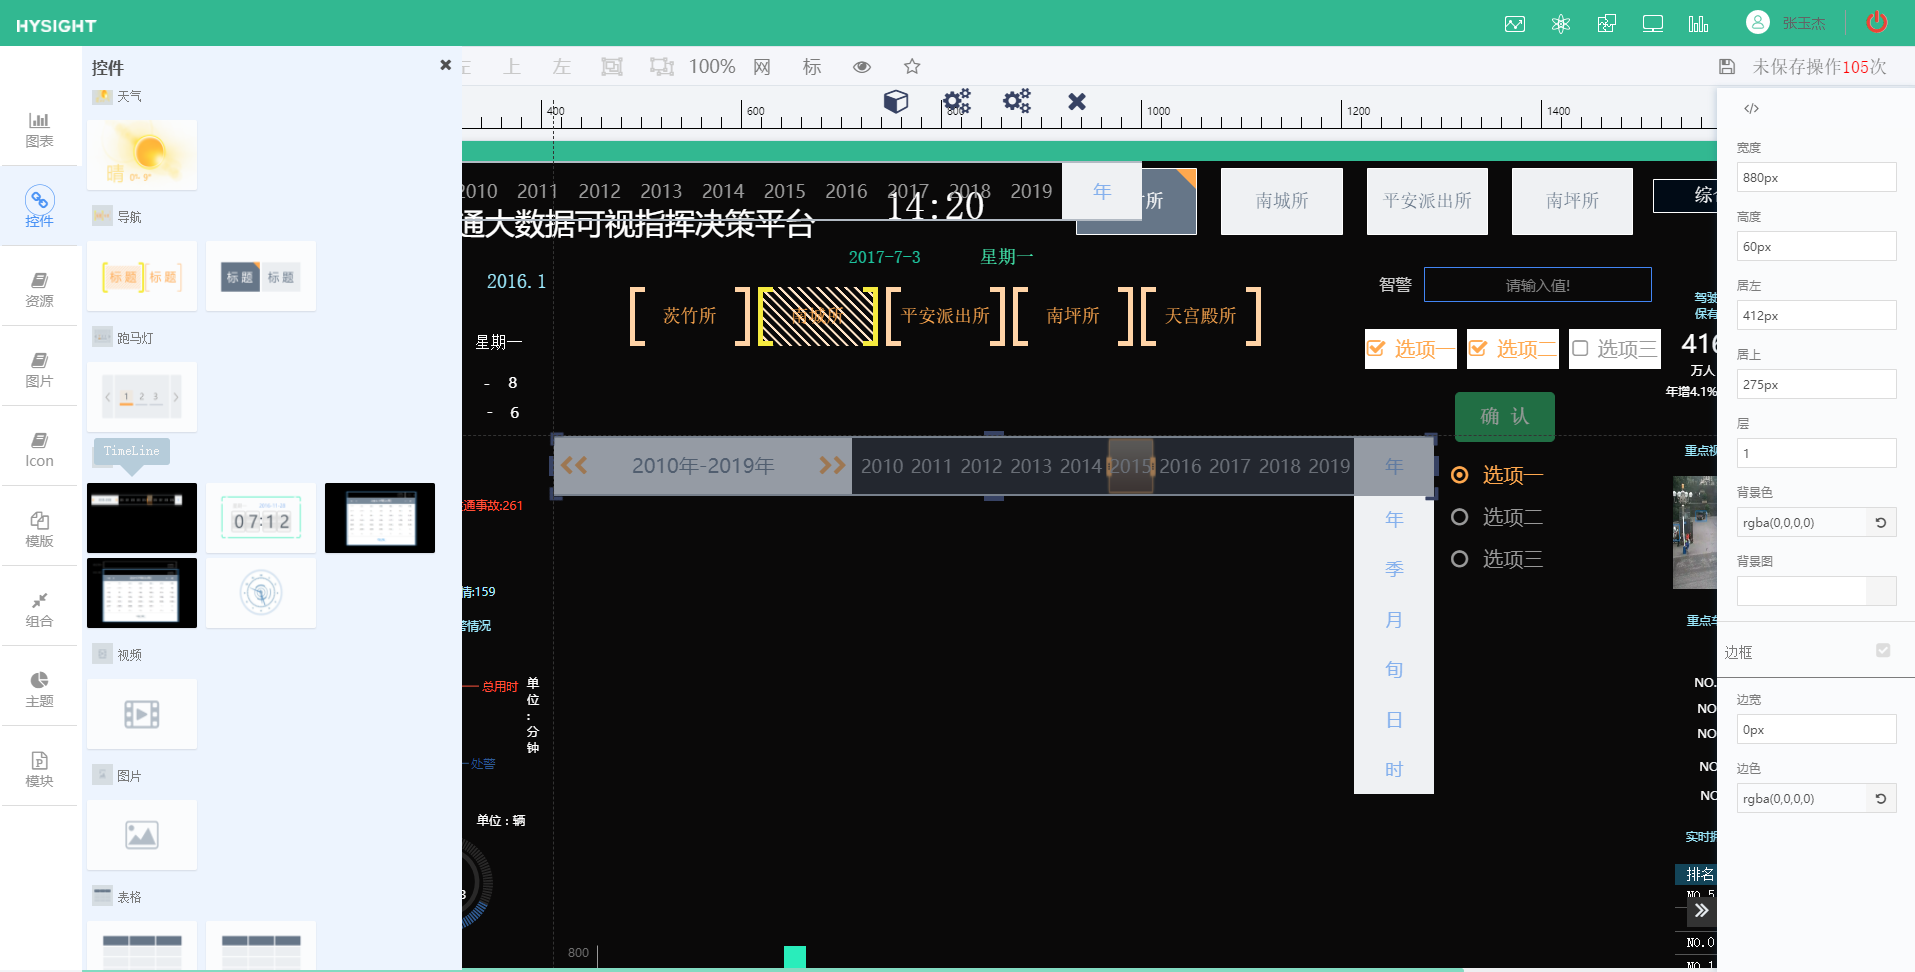 HYSIGHT
张玉杰
控件
左
上
左
100%
网
标
未保存操作105次
图表
控件
资源
图片
Icon
模版
组合
主题
模块
天气
晴
导航
标题
标题
标题
标题
跑马灯
1 2 3
TimeLine
07:12
视频
图片
表格
400
600
800
1000
1200
1400
2010 2011 2012 2013 2014 2015 2016 2017 2018 2019
年
所
南城所
平安派出所
南坪所
综
14:20
通大数据可视指挥决策平台
2017-7-3
星期一
2016.1
茨竹所
南城所
平安派出所
南坪所
天宫殿所
智警
请输入值!
驾驶
保有
星期一
选项一
选项二
选项三
416
万人
年增4.1%
- 8
- 6
确 认
2010年-2019年
2010 2011 2012 2013 2014 2015 2016 2017 2018 2019
年
重点视
选项一
选项二
选项三
通事故:261
年
季
月
旬
日
时
情:159
警情况
重点车
总用时
单位:分钟
处警
NO.
NO
NO
NO
NO
单位:辆
实时拥
排名
NO.5
NO.0
NO.1
3
800
宽度
880px
高度
60px
居左
412px
居上
275px
层
1
背景色
rgba(0,0,0,0)
背景图
边框
边宽
0px
边色
rgba(0,0,0,0)